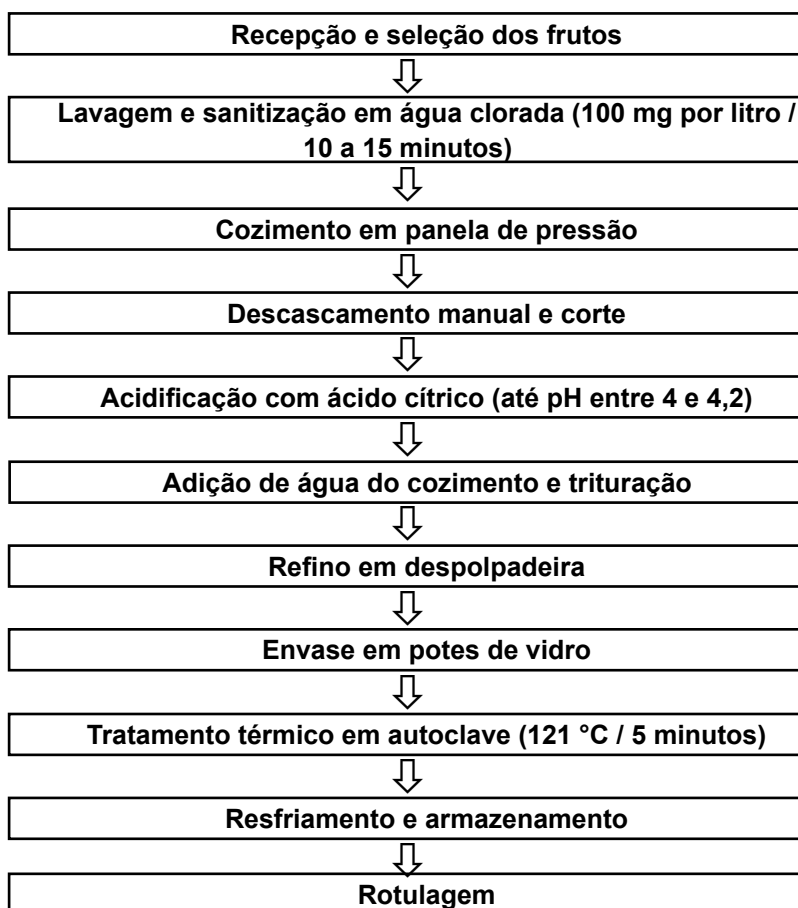 Recepção e seleção dos frutos
Lavagem e sanitização em água clorada (100 mg por litro /
10 a 15 minutos)
Cozimento em panela de pressão
Descascamento manual e corte
Acidificação com ácido cítrico (até pH entre 4 e 4,2)
Adição de água do cozimento e trituração
Refino em despolpadeira
Envase em potes de vidro
Tratamento térmico em autoclave (121 °C / 5 minutos)
Resfriamento e armazenamento
Rotulagem